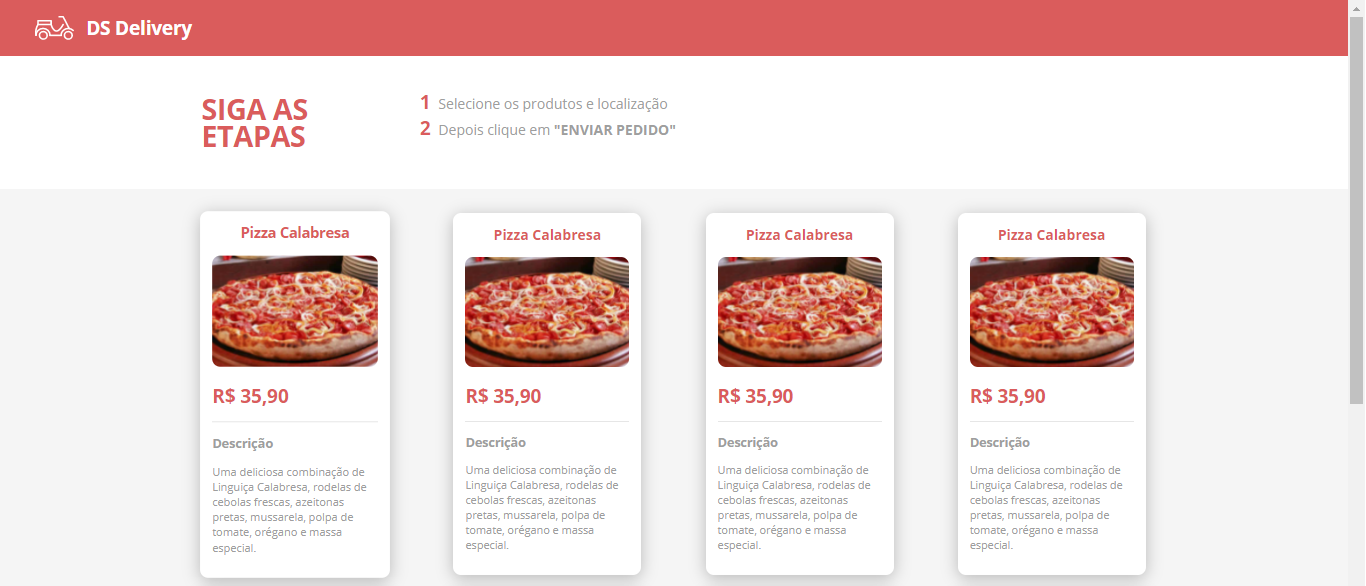 DS Delivery
SIGA AS
ETAPAS
1 Selecione os produtos e localização
2 Depois clique em "ENVIAR PEDIDO"
Pizza Calabresa
R$ 35,90
Descrição
Uma deliciosa combinação de
Linguiça Calabresa, rodelas de
cebolas frescas, azeitonas
pretas, mussarela, polpa de
tomate, orégano e massa
especial.
Pizza Calabresa
R$ 35,90
Descrição
Uma deliciosa combinação de
Linguiça Calabresa, rodelas de
cebolas frescas, azeitonas
pretas, mussarela, polpa de
tomate, orégano e massa
especial.
Pizza Calabresa
R$ 35,90
Descrição
Uma deliciosa combinação de
Linguiça Calabresa, rodelas de
cebolas frescas, azeitonas
pretas, mussarela, polpa de
tomate, orégano e massa
especial.
Pizza Calabresa
R$ 35,90
Descrição
Uma deliciosa combinação de
Linguiça Calabresa, rodelas de
cebolas frescas, azeitonas
pretas, mussarela, polpa de
tomate, orégano e massa
especial.